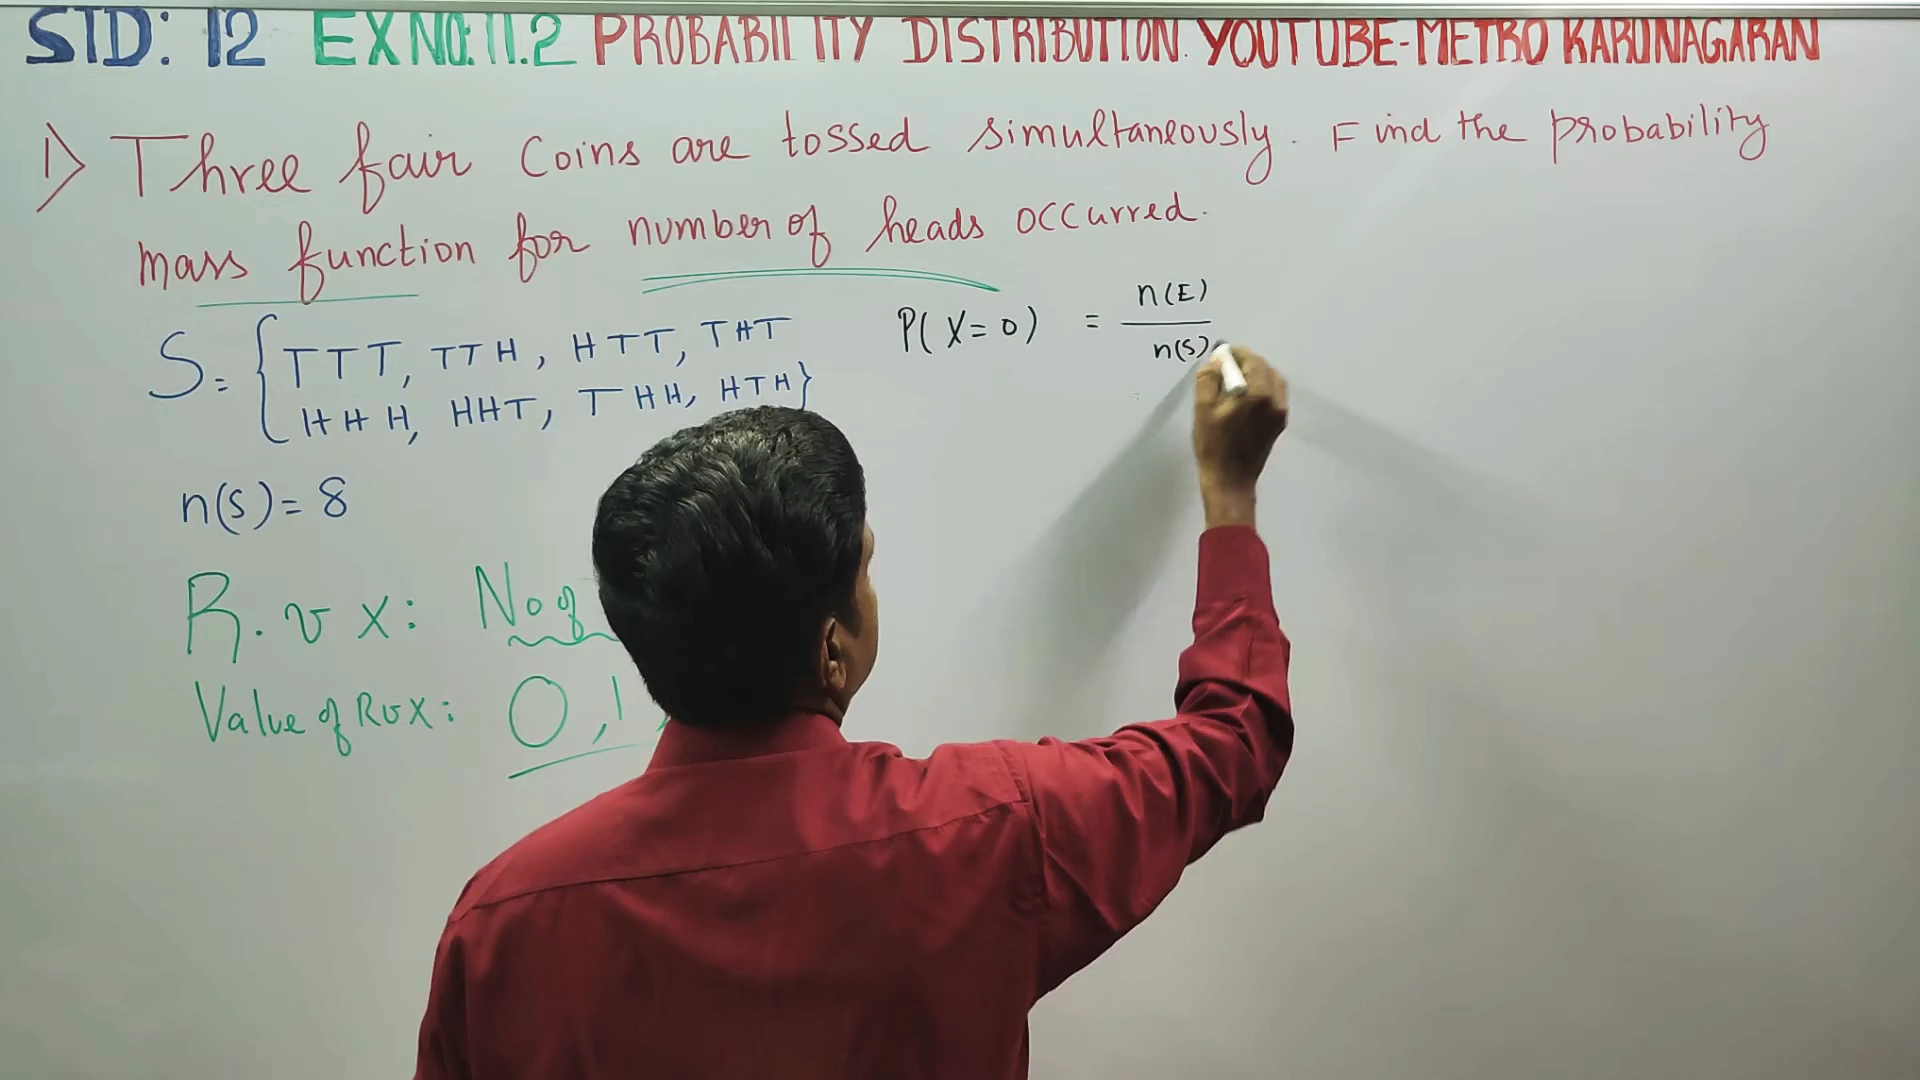 STD: 12 EX NO: 11.2 PROBABILITY DISTRIBUTION. YOUTUBE-METRO KARUNAGARAN
1) Three fair coins are tossed simultaneously. Find the probability
mass function for number of heads occurred.
S = { TTT, TTH, HTT, THT
HHH, HHT, THH, HTH }
n(S) = 8
R.v X: No of
Value of RvX: 0, 1,
P(X=0) = n(E)
n(S)